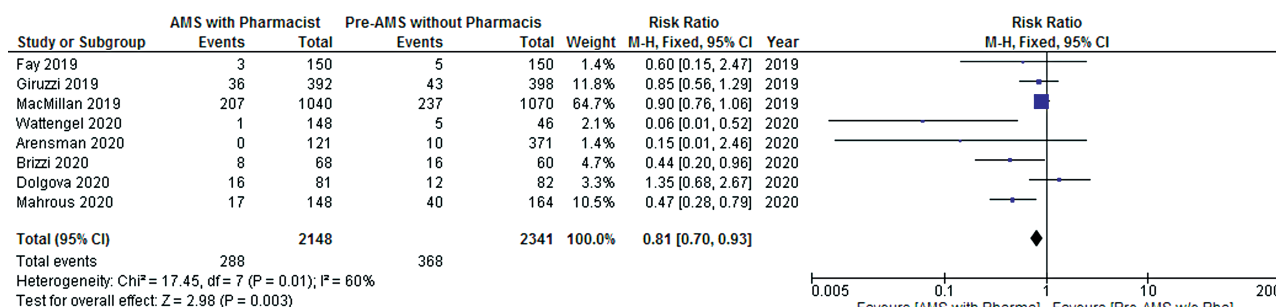 AMS with Pharmacist Pre-AMS without Pharmacis Risk Ratio Risk Ratio
Study or Subgroup Events Total Events Total Weight M-H, Fixed, 95% CI Year M-H, Fixed, 95% CI
Fay 2019 3 150 5 150 1.4% 0.60 [0.15, 2.47] 2019
Giruzzi 2019 36 392 43 398 11.8% 0.85 [0.56, 1.29] 2019
MacMillan 2019 207 1040 237 1070 64.7% 0.90 [0.76, 1.06] 2019
Wattengel 2020 1 148 5 46 2.1% 0.06 [0.01, 0.52] 2020
Arensman 2020 0 121 10 371 1.4% 0.15 [0.01, 2.46] 2020
Brizzi 2020 8 68 16 60 4.7% 0.44 [0.20, 0.96] 2020
Dolgova 2020 16 81 12 82 3.3% 1.35 [0.68, 2.67] 2020
Mahrous 2020 17 148 40 164 10.5% 0.47 [0.28, 0.79] 2020
Total (95% CI) 2148 2341 100.0% 0.81 [0.70, 0.93]
Total events 288 368
Heterogeneity: Chi² = 17.45, df = 7 (P = 0.01); I² = 60%
Test for overall effect: Z = 2.98 (P = 0.003)
0.005 0.1 1 10 200
Favours [AMS with Pharma] Favours [Pre-AMS w/o Pha]